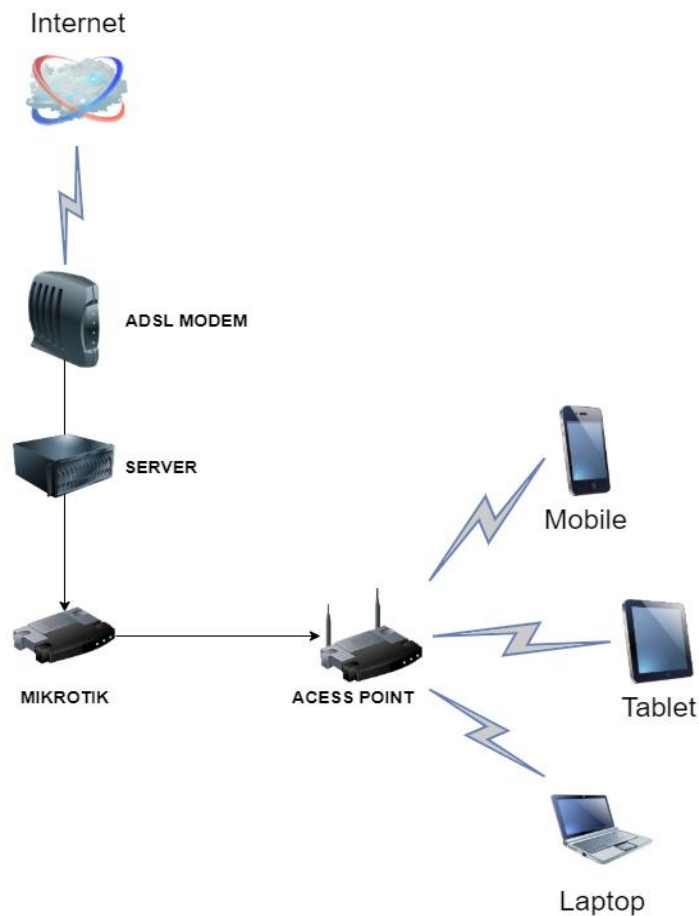 Internet
ADSL MODEM
SERVER
Mobile
MIKROTIK
ACESS POINT
Tablet
Laptop